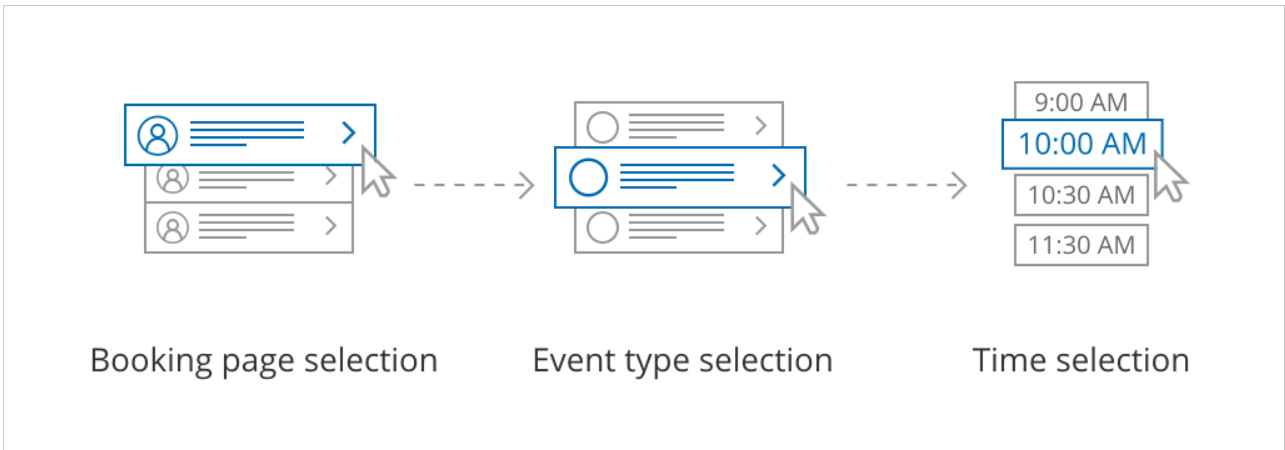 9:00 AM
10:00 AM
10:30 AM
11:30 AM
Booking page selection
Event type selection
Time selection